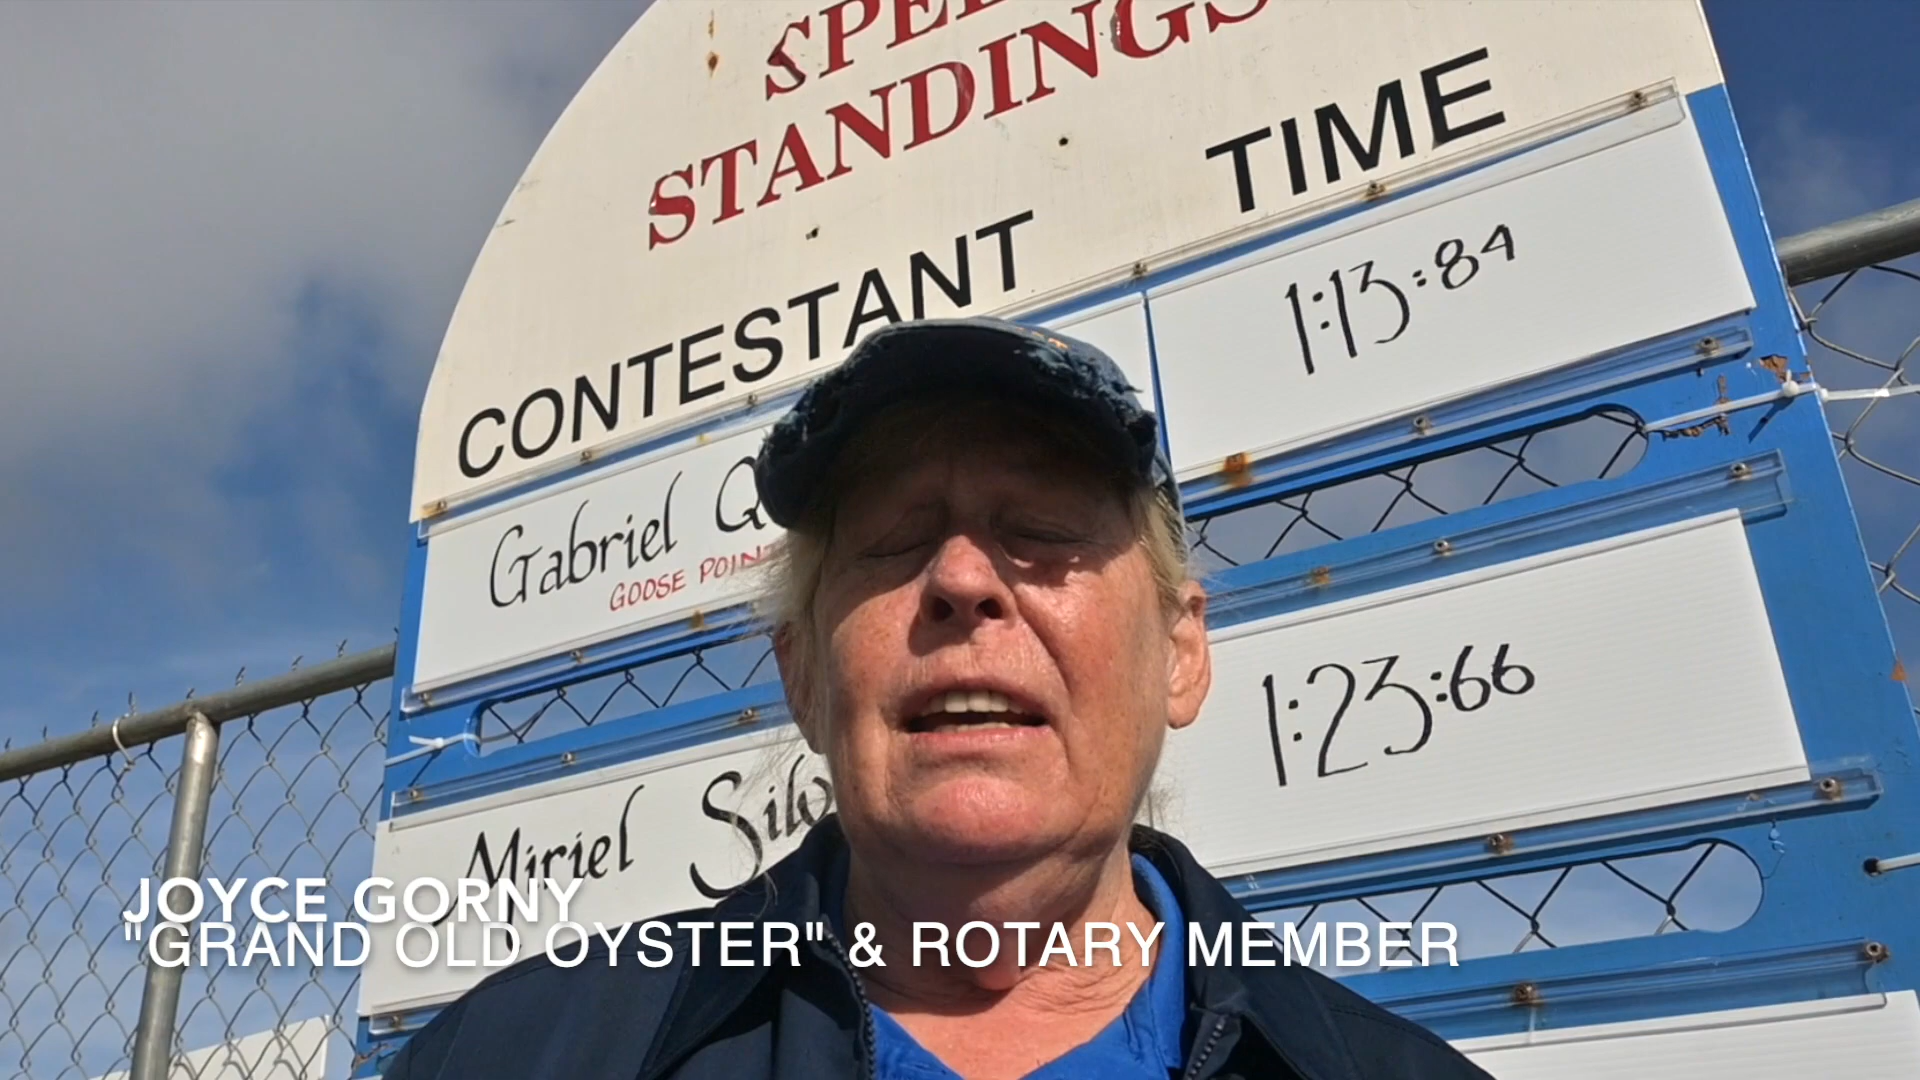 STANDINGS
CONTESTANT TIME
Gabriel 1:13:84
GOOSE POINT
Miriel 1:23:66
JOYCE GORNY
"GRAND OLD OYSTER" & ROTARY MEMBER